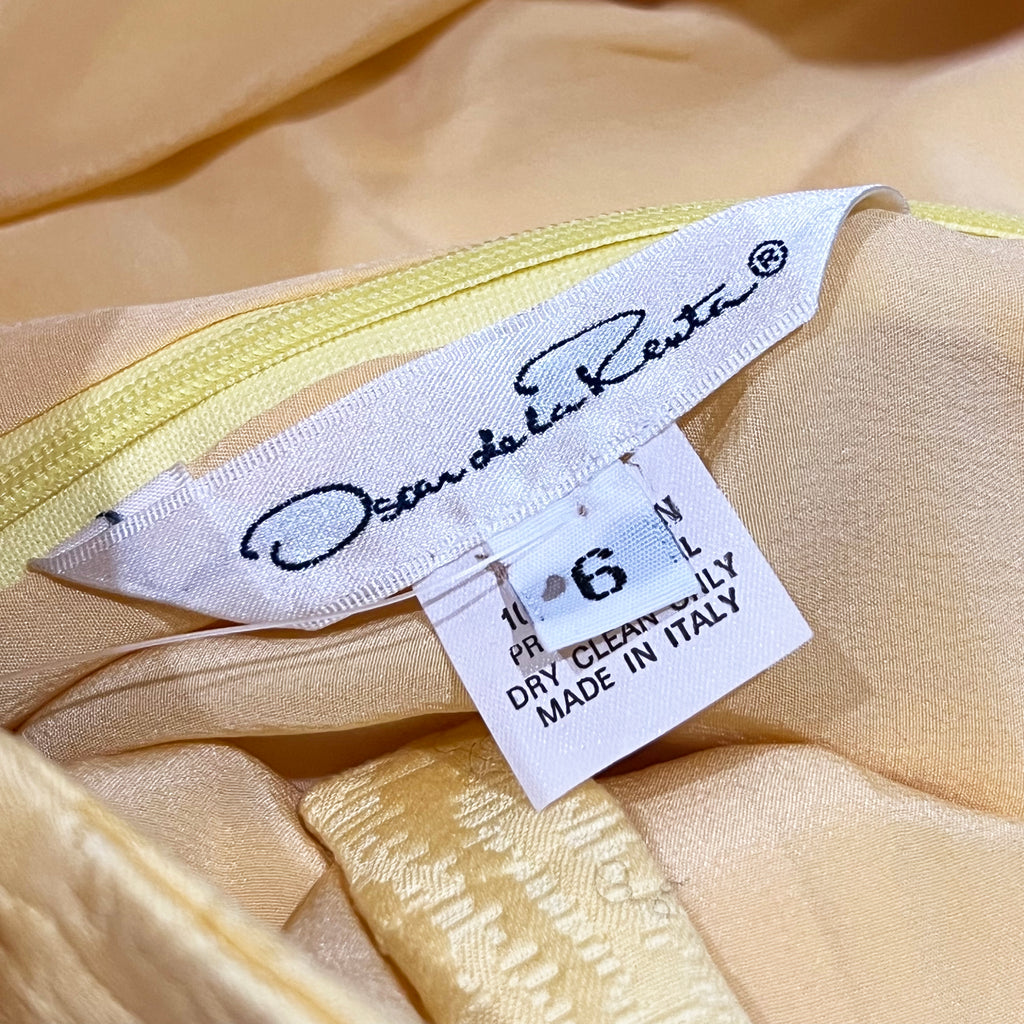 Oscar de la Renta®
6
DRY CLEAN ONLY
MADE IN ITALY